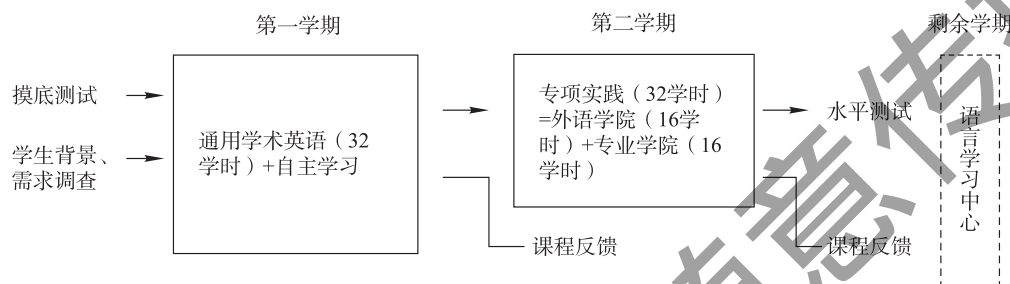 第一学期
第二学期
剩余学期
摸底测试
学生背景、
需求调查
通用学术英语（32
学时）+自主学习
专项实践（32学时）
=外语学院（16学
时）+专业学院（16
学时）
水平测试
语言学习中心
课程反馈
课程反馈
随意传